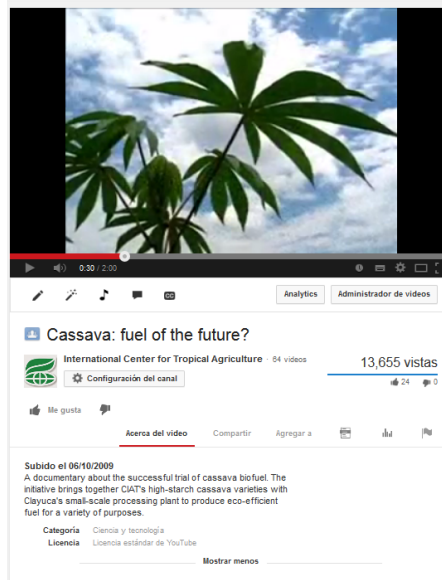 0:30 / 2:00
CC
Analytics
Administrador de videos
Cassava: fuel of the future?
International Center for Tropical Agriculture · 64 videos
Configuración del canal
13,655 vistas
24 0
Me gusta
Acerca del video Compartir Agregar a
Subido el 06/10/2009
A documentary about the successful trial of cassava biofuel. The
initiative brings together CIAT's high-starch cassava varieties with
Clayuca's small-scale processing plant to produce eco-efficient
fuel for a variety of purposes.
Categoría Ciencia y tecnología
Licencia Licencia estándar de YouTube
Mostrar menos